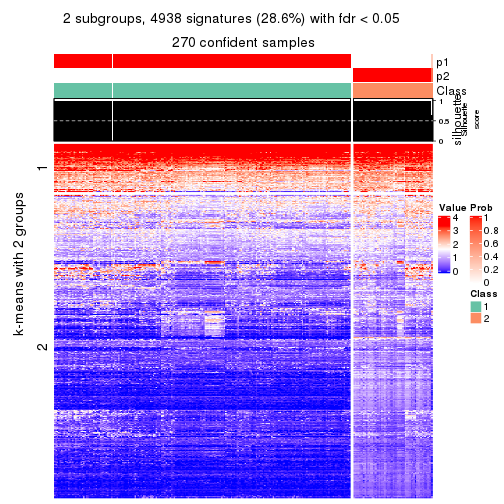 2 subgroups, 4938 signatures (28.6%) with fdr < 0.05
270 confident samples
p1
p2
Class
silhouette
Silhouette
score
1
0.5
0
k-means with 2 groups
1
2
Value
4
3
2
1
0
Prob
1
0.8
0.6
0.4
0.2
0
Class
1
2